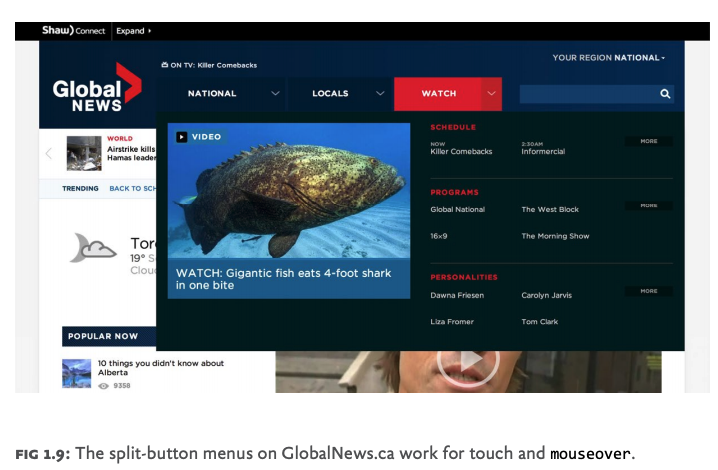 Shaw) Connect Expand
ON TV: Killer Comebacks
YOUR REGION NATIONAL
Global
NEWS
NATIONAL
LOCALS
WATCH
WORLD
Airstrike kills
Hamas leader
TRENDING BACK TO SCH
Tor
19° S
Cloud
VIDEO
WATCH: Gigantic fish eats 4-foot shark
in one bite
SCHEDULE
NOW 2:30AM MORE
Killer Comebacks Informercial
PROGRAMS
Global National The West Block MORE
16×9 The Morning Show
PERSONALITIES
Dawna Friesen Carolyn Jarvis MORE
Liza Fromer Tom Clark
POPULAR NOW
10 things you didn't know about
Alberta
9358
FIG 1.9: The split-button menus on GlobalNews.ca work for touch and mouseover.